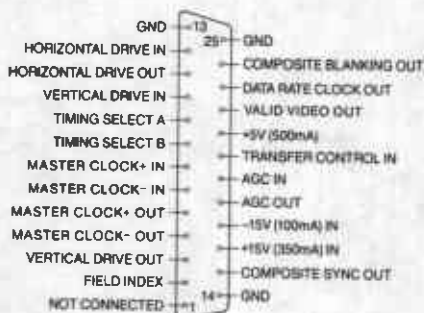 GND 13
25 GND
HORIZONTAL DRIVE IN
COMPOSITE BLANKING OUT
HORIZONTAL DRIVE OUT
DATA RATE CLOCK OUT
VERTICAL DRIVE IN
VALID VIDEO OUT
TIMING SELECT A
+5V (500mA)
TIMING SELECT B
TRANSFER CONTROL IN
MASTER CLOCK+ IN
AGC IN
MASTER CLOCK- IN
AGC OUT
MASTER CLOCK+ OUT
-15V (100mA) IN
MASTER CLOCK- OUT
+15V (350mA) IN
VERTICAL DRIVE OUT
COMPOSITE SYNC OUT
FIELD INDEX
14 GND
NOT CONNECTED 1